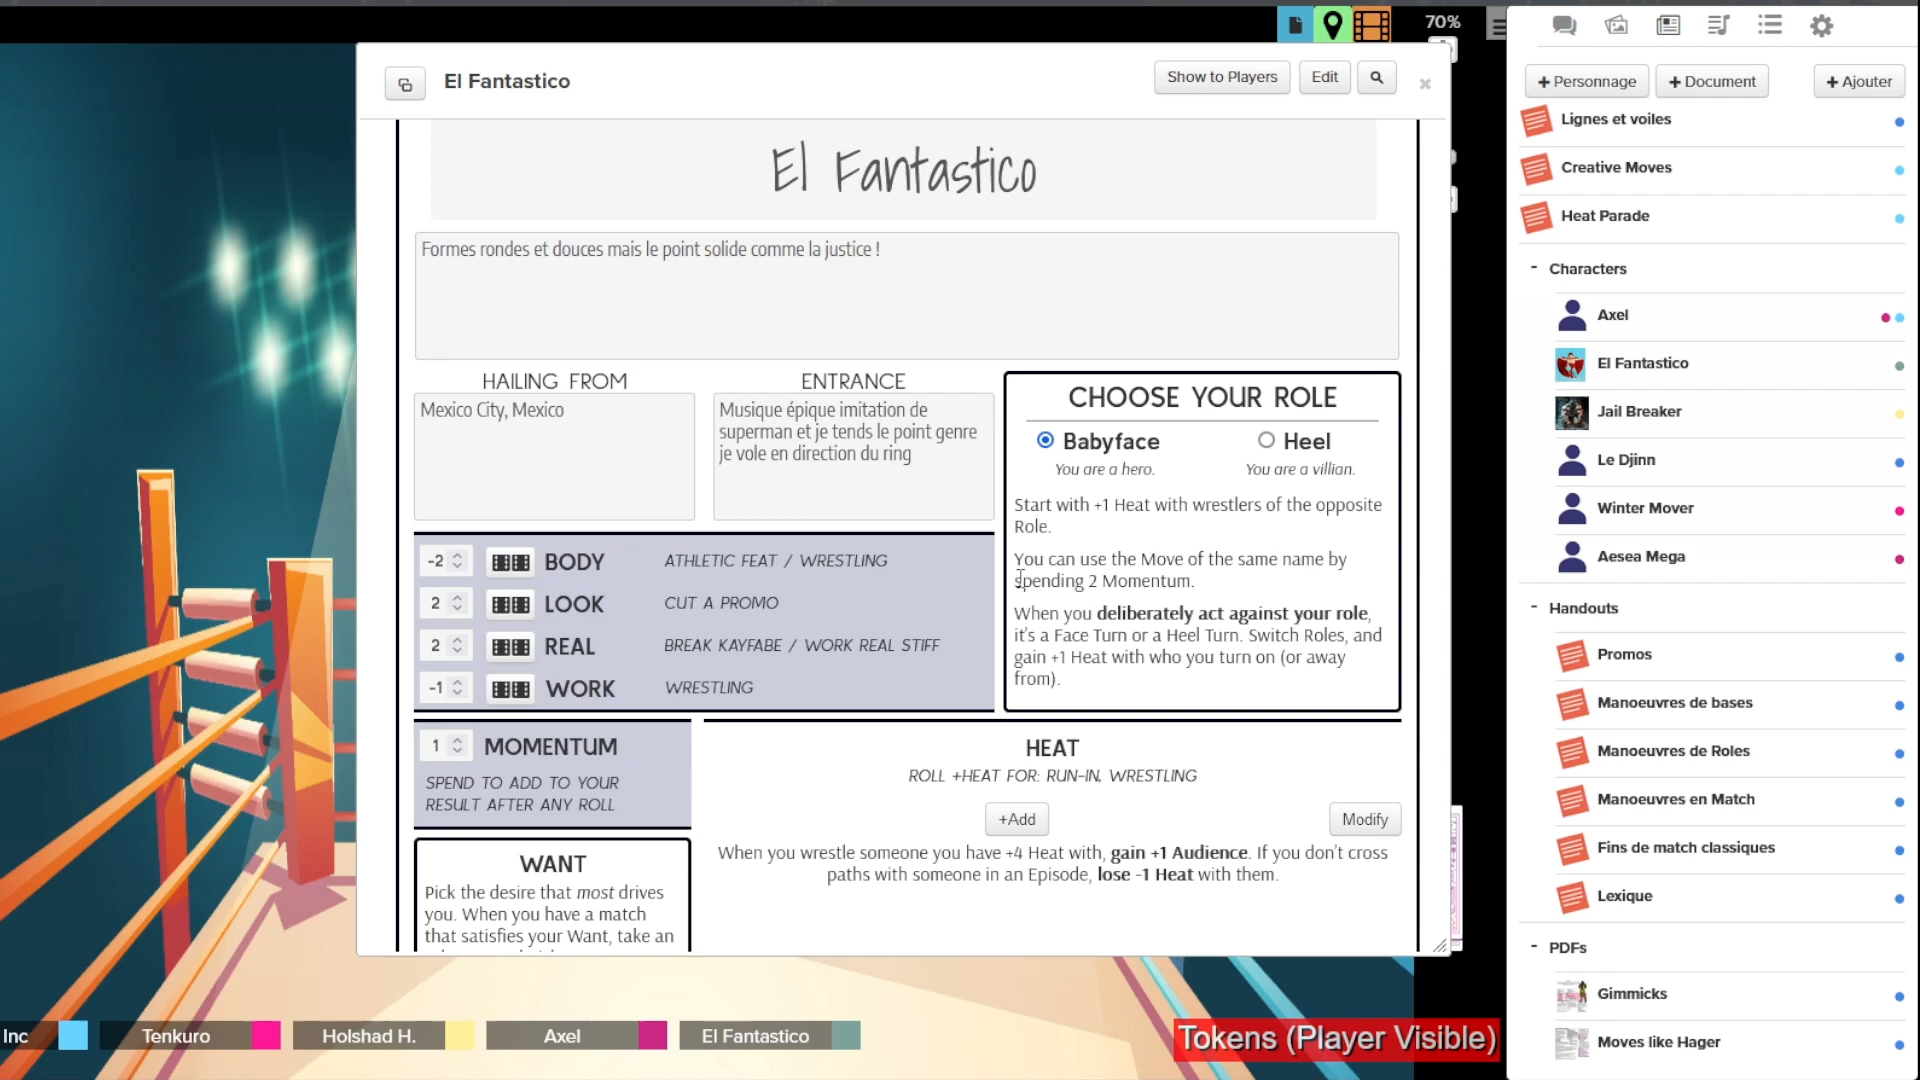 70%
El Fantastico
Show to Players
Edit
El Fantastico
Formes rondes et douces mais le point solide comme la justice !
HAILING FROM
Mexico City, Mexico
ENTRANCE
Musique épique imitation de
superman et je tends le point genre
je vole en direction du ring
CHOOSE YOUR ROLE
Babyface
Heel
You are a hero.
You are a villian.
Start with +1 Heat with wrestlers of the opposite
Role.
You can use the Move of the same name by
spending 2 Momentum.
When you deliberately act against your role,
it's a Face Turn or a Heel Turn. Switch Roles, and
gain +1 Heat with who you turn on (or away
from).
-2 BODY ATHLETIC FEAT / WRESTLING
2 LOOK CUT A PROMO
2 REAL BREAK KAYFABE / WORK REAL STIFF
-1 WORK WRESTLING
1 MOMENTUM
SPEND TO ADD TO YOUR
RESULT AFTER ANY ROLL
HEAT
ROLL +HEAT FOR: RUN-IN, WRESTLING
+Add
Modify
When you wrestle someone you have +4 Heat with, gain +1 Audience. If you don't cross
paths with someone in an Episode, lose -1 Heat with them.
WANT
Pick the desire that most drives
you. When you have a match
that satisfies your Want, take an
+ Personnage
+ Document
+ Ajouter
Lignes et voiles
Creative Moves
Heat Parade
- Characters
Axel
El Fantastico
Jail Breaker
Le Djinn
Winter Mover
Aesea Mega
- Handouts
Promos
Manoeuvres de bases
Manoeuvres de Roles
Manoeuvres en Match
Fins de match classiques
Lexique
- PDFs
Gimmicks
Moves like Hager
Inc
Tenkuro
Holshad H.
Axel
El Fantastico
Tokens (Player Visible)